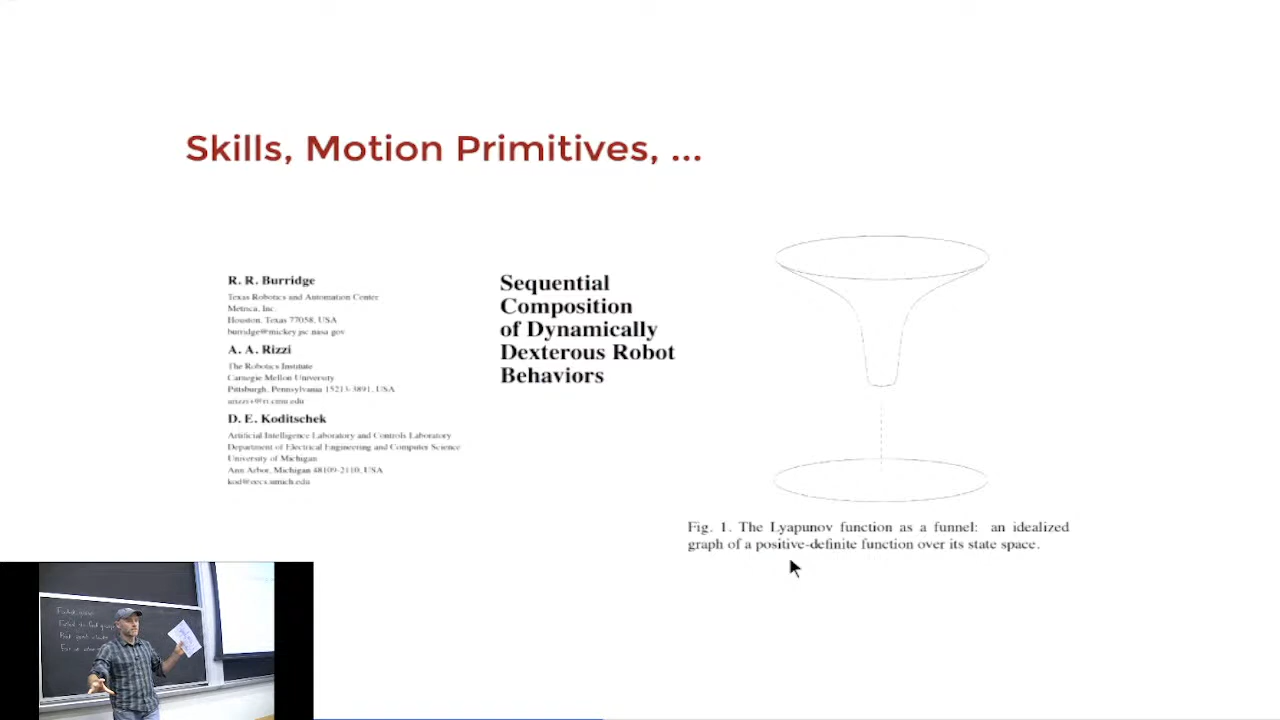 Skills, Motion Primitives, ...
R. R. Burridge
Texas Robotics and Automation Center
Metrica, Inc.
Houston, Texas 77058, USA
burridge@mickey.jsc.nasa.gov
A. A. Rizzi
The Robotics Institute
Carnegie Mellon University
Pittsburgh, Pennsylvania 15213-3891, USA
D. E. Koditschek
Artificial Intelligence Laboratory and Controls Laboratory
Department of Electrical Engineering and Computer Science
University of Michigan
Ann Arbor, Michigan 48109-2110, USA
kod@eecs.umich.edu
Sequential
Composition
of Dynamically
Dexterous Robot
Behaviors
Fig. 1. The Lyapunov function as a funnel: an idealized
graph of a positive-definite function over its state space.